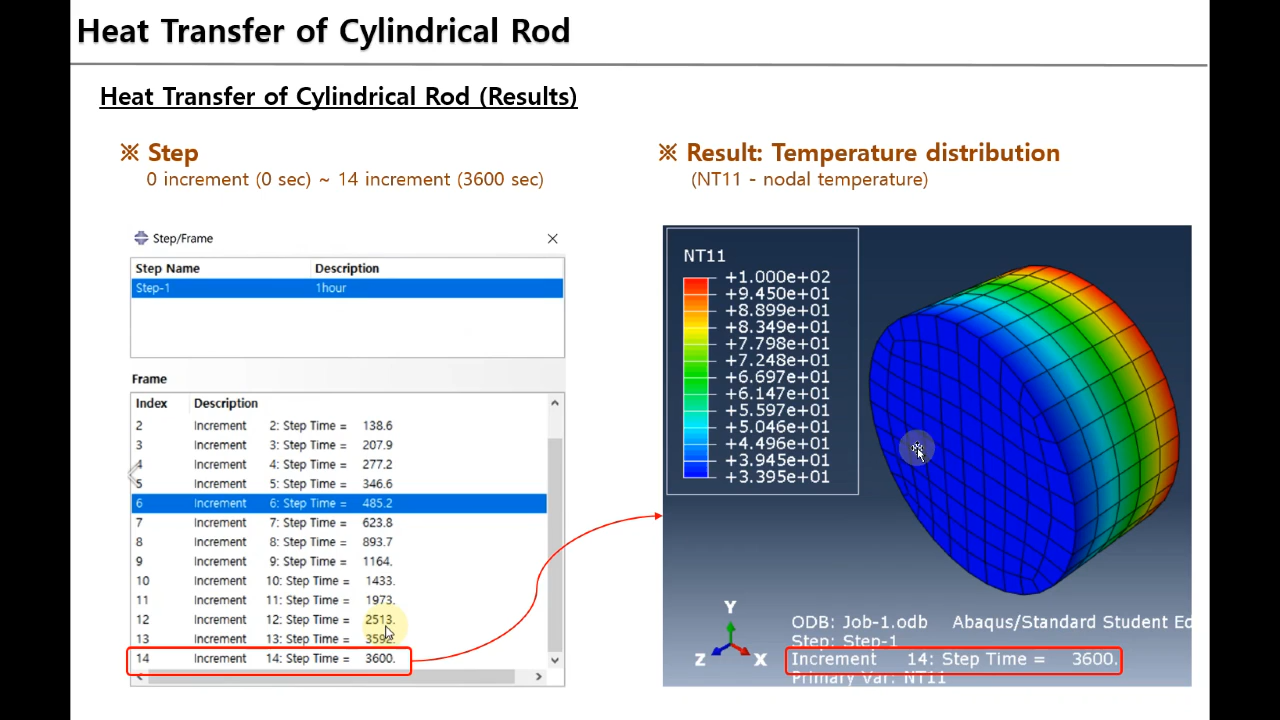 Heat Transfer of Cylindrical Rod
Heat Transfer of Cylindrical Rod (Results)
※ Step
0 increment (0 sec) ~ 14 increment (3600 sec)
Step/Frame
Step Name Description
Step-1 1hour
Frame
Index Description
2 Increment 2: Step Time = 138.6
3 Increment 3: Step Time = 207.9
4 Increment 4: Step Time = 277.2
5 Increment 5: Step Time = 346.6
6 Increment 6: Step Time = 485.2
7 Increment 7: Step Time = 623.8
8 Increment 8: Step Time = 893.7
9 Increment 9: Step Time = 1164.
10 Increment 10: Step Time = 1433.
11 Increment 11: Step Time = 1973.
12 Increment 12: Step Time = 2513.
13 Increment 13: Step Time = 3592.
14 Increment 14: Step Time = 3600.
※ Result: Temperature distribution
(NT11 - nodal temperature)
NT11
+1.000e+02
+9.450e+01
+8.899e+01
+8.349e+01
+7.798e+01
+7.248e+01
+6.697e+01
+6.147e+01
+5.597e+01
+5.046e+01
+4.496e+01
+3.945e+01
+3.395e+01
Y
Z X
ODB: Job-1.odb Abaqus/Standard Student Ed
Step: Step-1
Increment 14: Step Time = 3600.
Primary Var: NT11